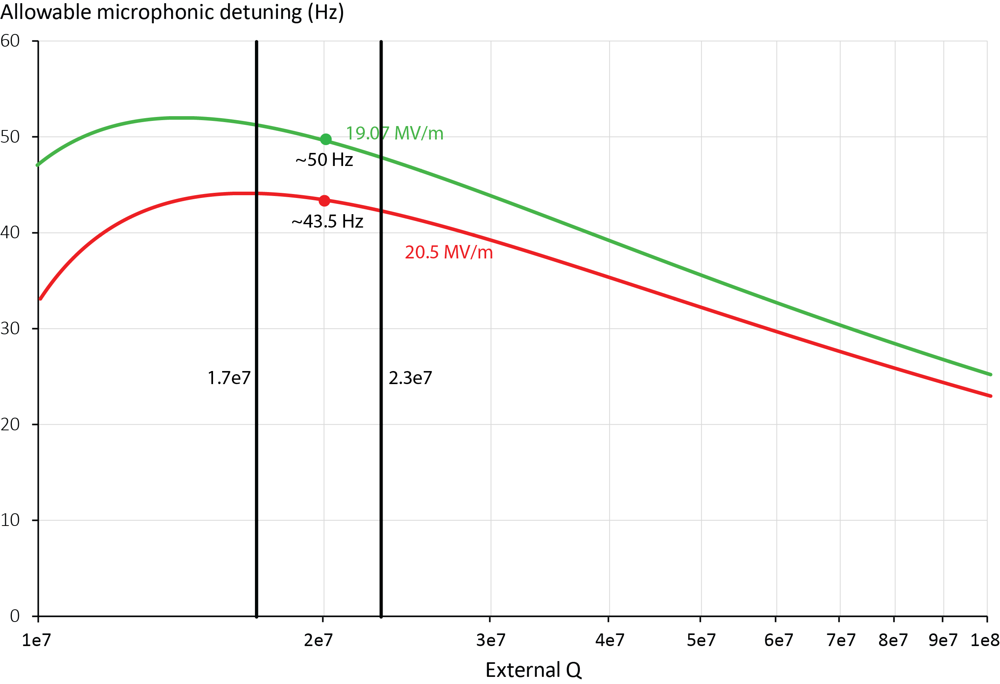 Allowable microphonic detuning (Hz)
60
50
40
30
20
10
0
19.07 MV/m
~50 Hz
~43.5 Hz
20.5 MV/m
1.7e7
2.3e7
1e7 2e7 3e7 4e7 5e7 6e7 7e7 8e7 9e7 1e8
External Q